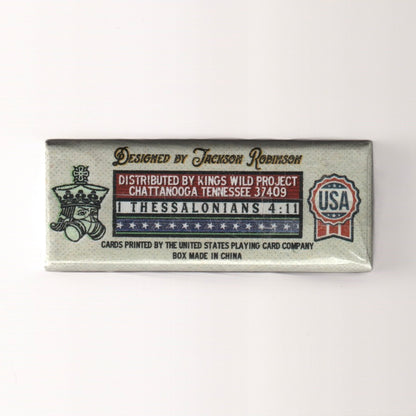 DESIGNED BY JACKSON ROBINSON
DISTRIBUTED BY KINGS WILD PROJECT
CHATTANOOGA TENNESSEE 37409
1 THESSALONIANS 4:11
USA
CARDS PRINTED BY THE UNITED STATES PLAYING CARD COMPANY
BOX MADE IN CHINA